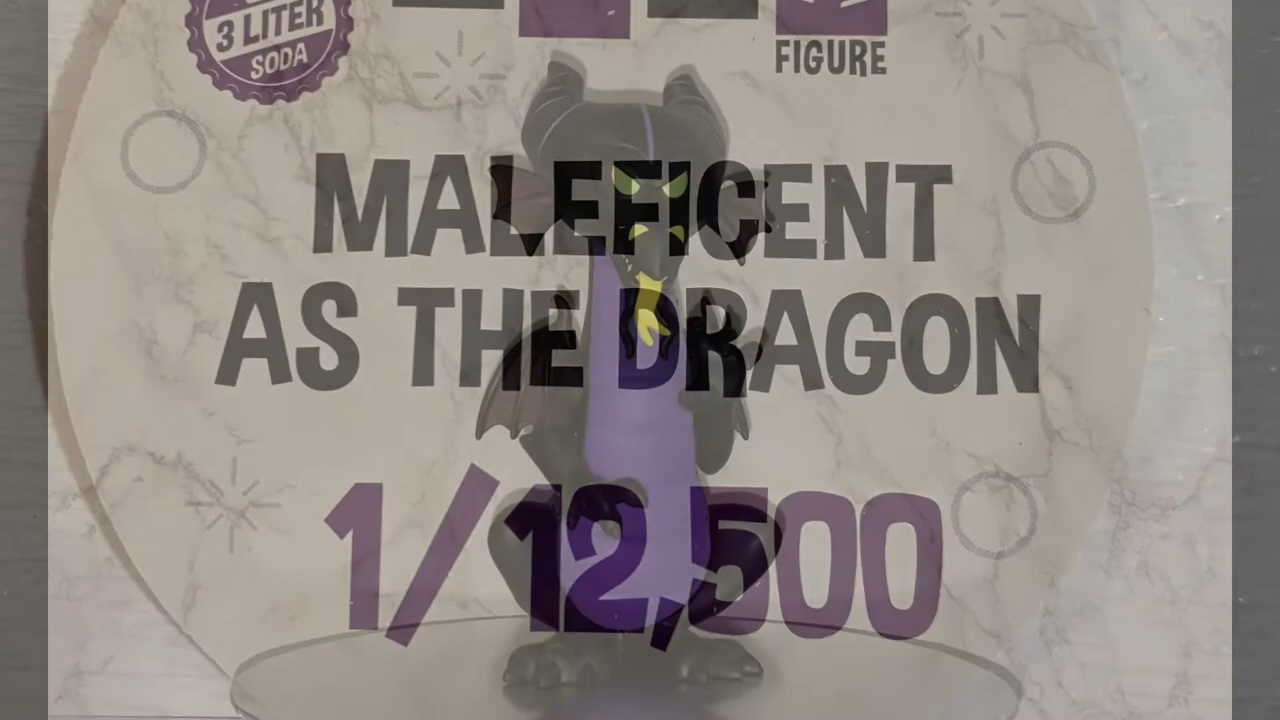 3 LITER
SODA
FIGURE
MALEFICENT
AS THE DRAGON
1/12,500